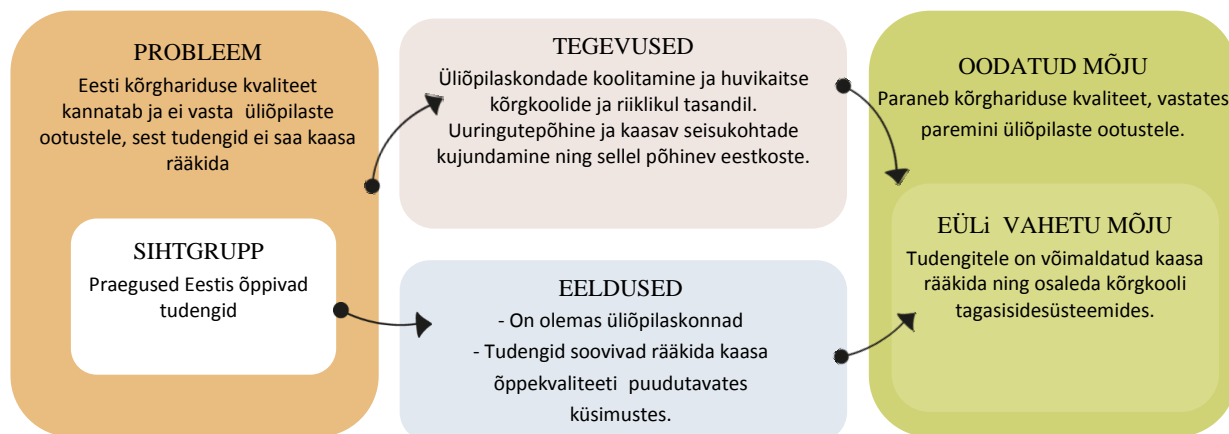 PROBLEEM
Eesti kõrghariduse kvaliteet
kannatab ja ei vasta üliõpilaste
ootustele, sest tudengid ei saa kaasa
rääkida
SIHTGRUPP
Praegused Eestis õppivad
tudengid
TEGEVUSED
Üliõpilaskondade koolitamine ja huvikaitse
kõrgkoolide ja riiklikul tasandil.
Uuringutepõhine ja kaasav seisukohtade
kujundamine ning sellel põhinev eestkoste.
EELDUSED
- On olemas üliõpilaskonnad
- Tudengid soovivad rääkida kaasa
õppekvaliteeti puudutavates
küsimustes.
OODATUD MÕJU
Paraneb kõrghariduse kvaliteet, vastates
paremini üliõpilaste ootustele.
EÜLi VAHETU MÕJU
Tudengitele on võimaldatud kaasa
rääkida ning osaleda kõrgkooli
tagasisidesüsteemides.